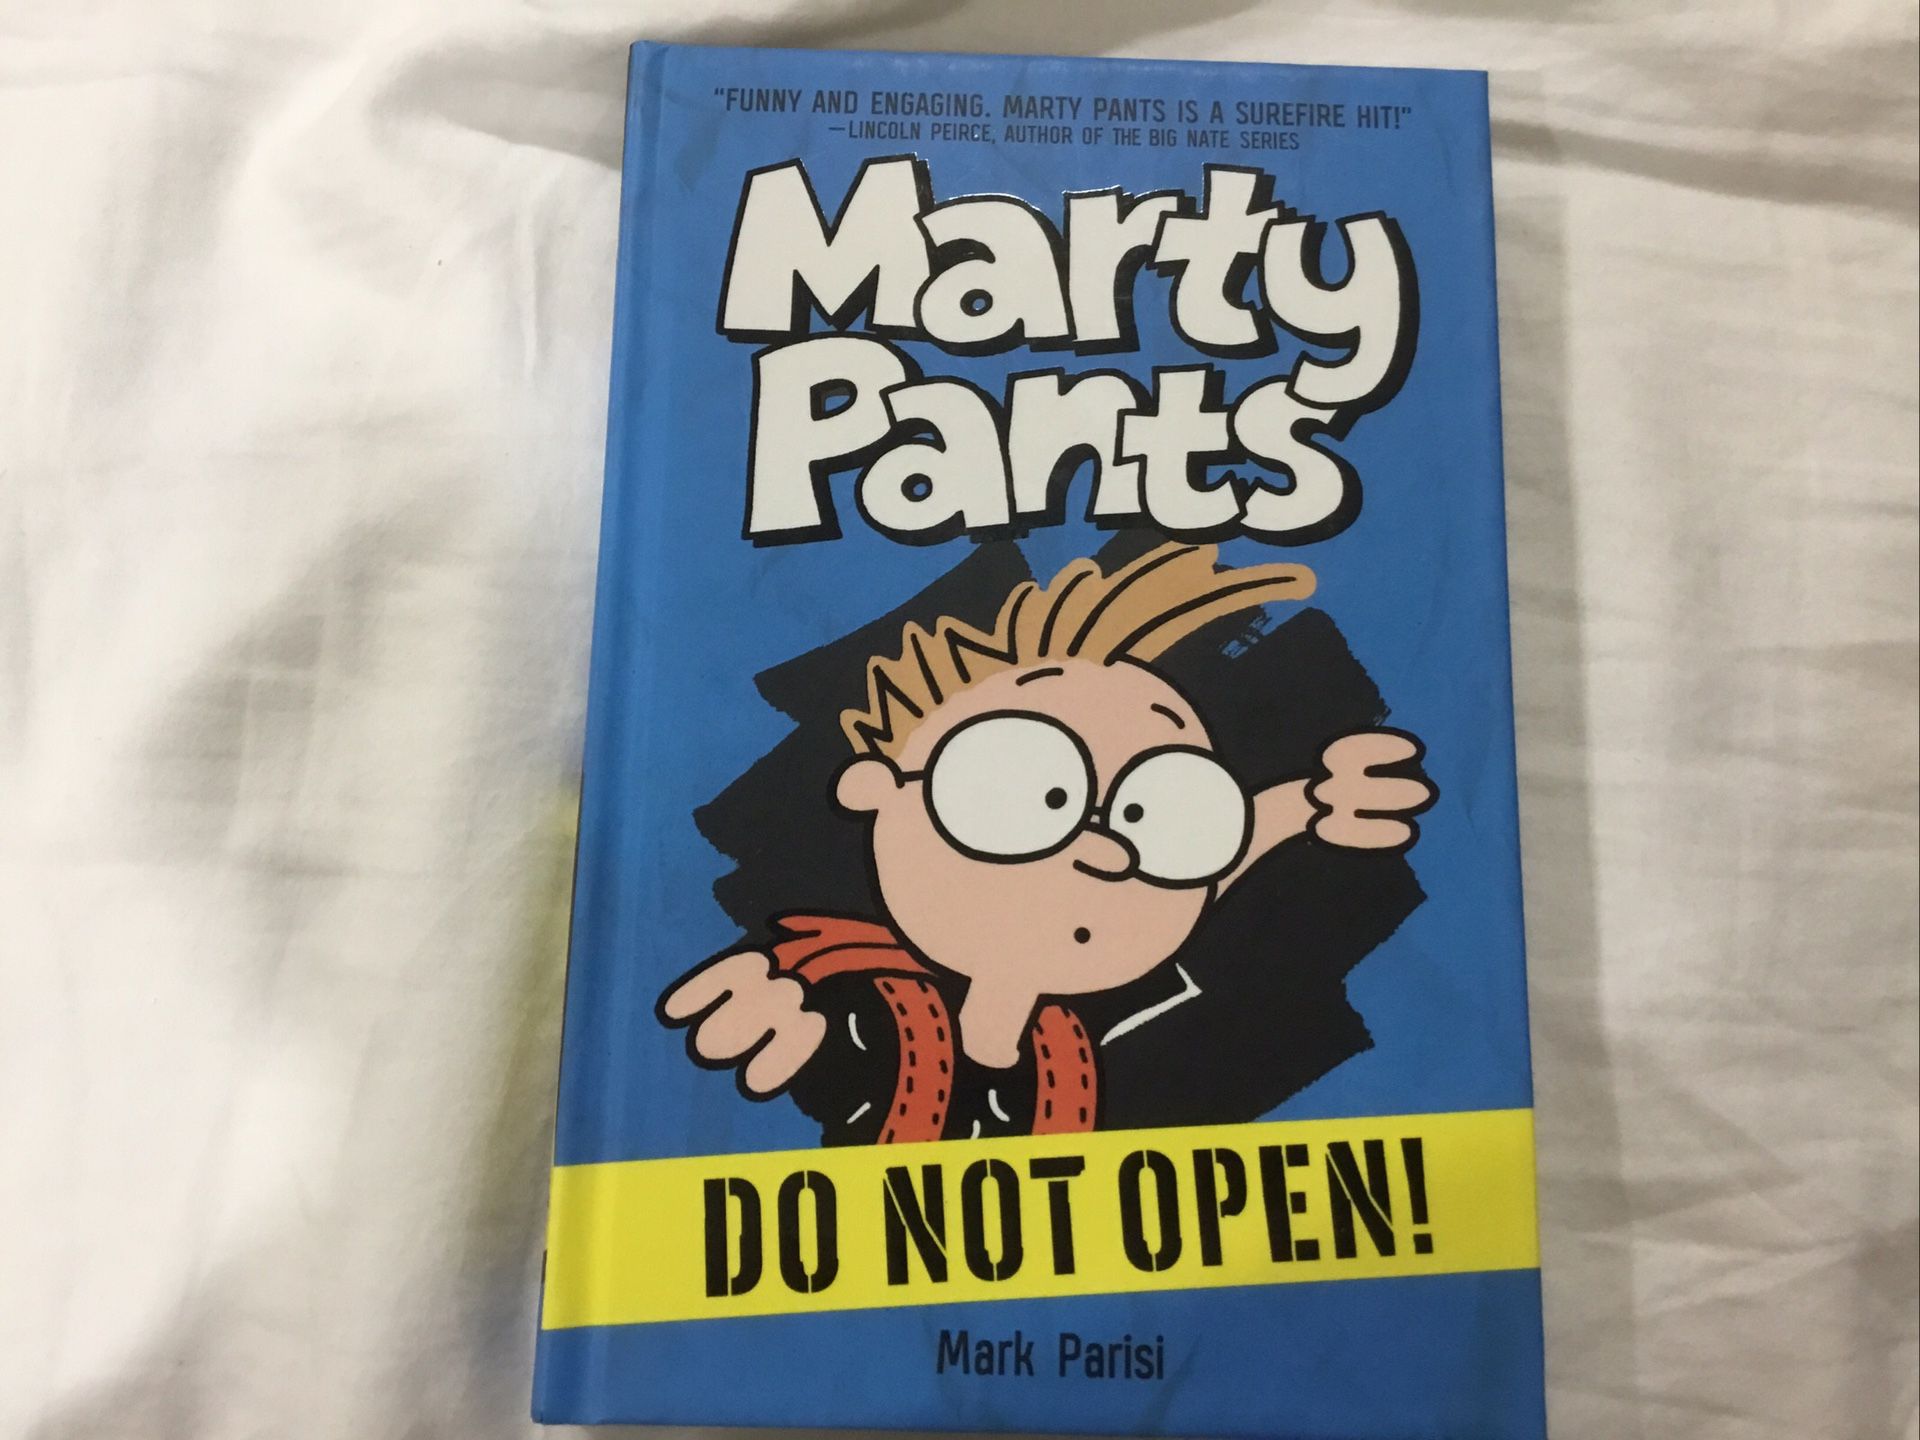 "FUNNY AND ENGAGING. MARTY PANTS IS A SUREFIRE HIT!"
—LINCOLN PEIRCE, AUTHOR OF THE BIG NATE SERIES
Marty
Pants
DO NOT OPEN!
Mark Parisi